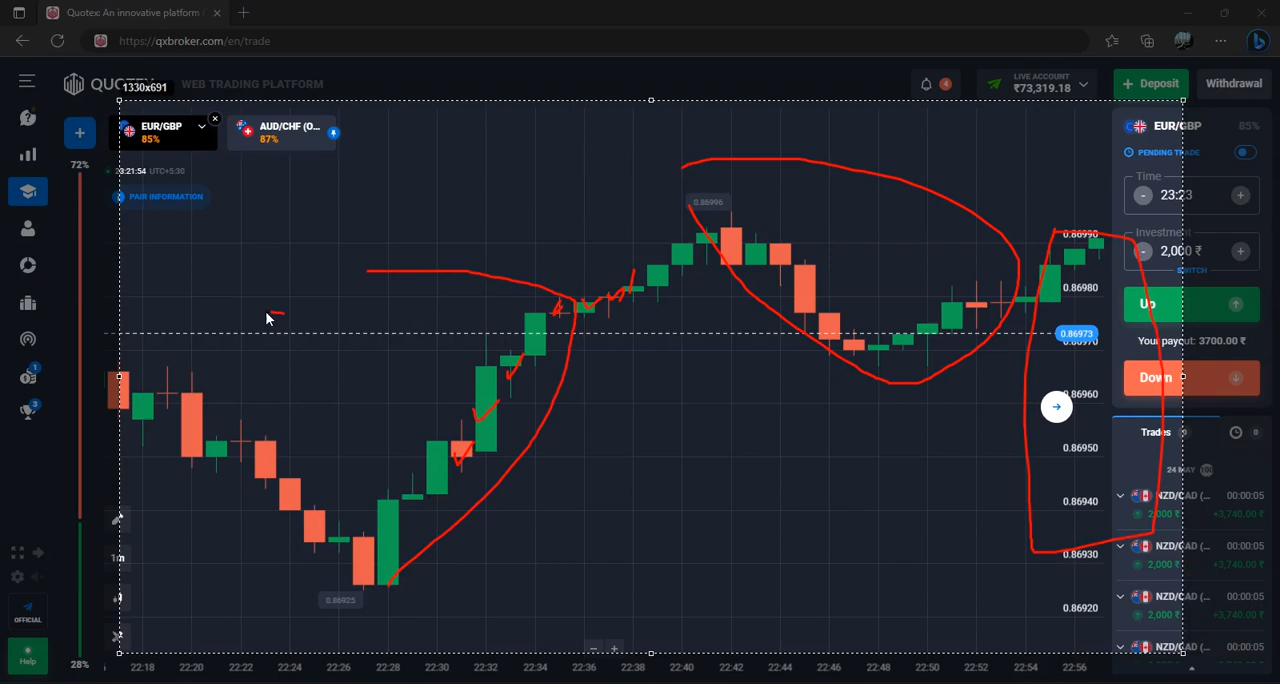 Quotex: An innovative platform
https://qxbroker.com/en/trade
QUOTEX
WEB TRADING PLATFORM
1330x691
4
LIVE ACCOUNT
₹73,319.18
+ Deposit
Withdrawal
EUR/GBP
85%
AUD/CHF (O...
87%
72%
23:21:54 UTC+5:30
PAIR INFORMATION
EUR/GBP
85%
PENDING TRADE
Time
- 23:23 +
Investment
- 2,000 ₹ +
SWITCH
Up
Your payout: 3700.00 ₹
Down
0.86996
0.86925
0.86990
0.86980
0.86973
0.86970
0.86960
0.86950
0.86940
0.86930
0.86920
Trades
0
24 MAY
NZD/CAD (...
00:00:05
2,000 ₹
+3,740.00 ₹
NZD/CAD (...
00:00:05
2,000 ₹
+3,740.00 ₹
NZD/CAD (...
00:00:05
2,000 ₹
+3,740.00 ₹
NZD/CAD (...
00:00:05
1
3
1m
OFFICIAL
Help
28%
22:18 22:20 22:22 22:24 22:26 22:28 22:30 22:32 22:34 22:36 22:38 22:40 22:42 22:44 22:46 22:48 22:50 22:52 22:54 22:56